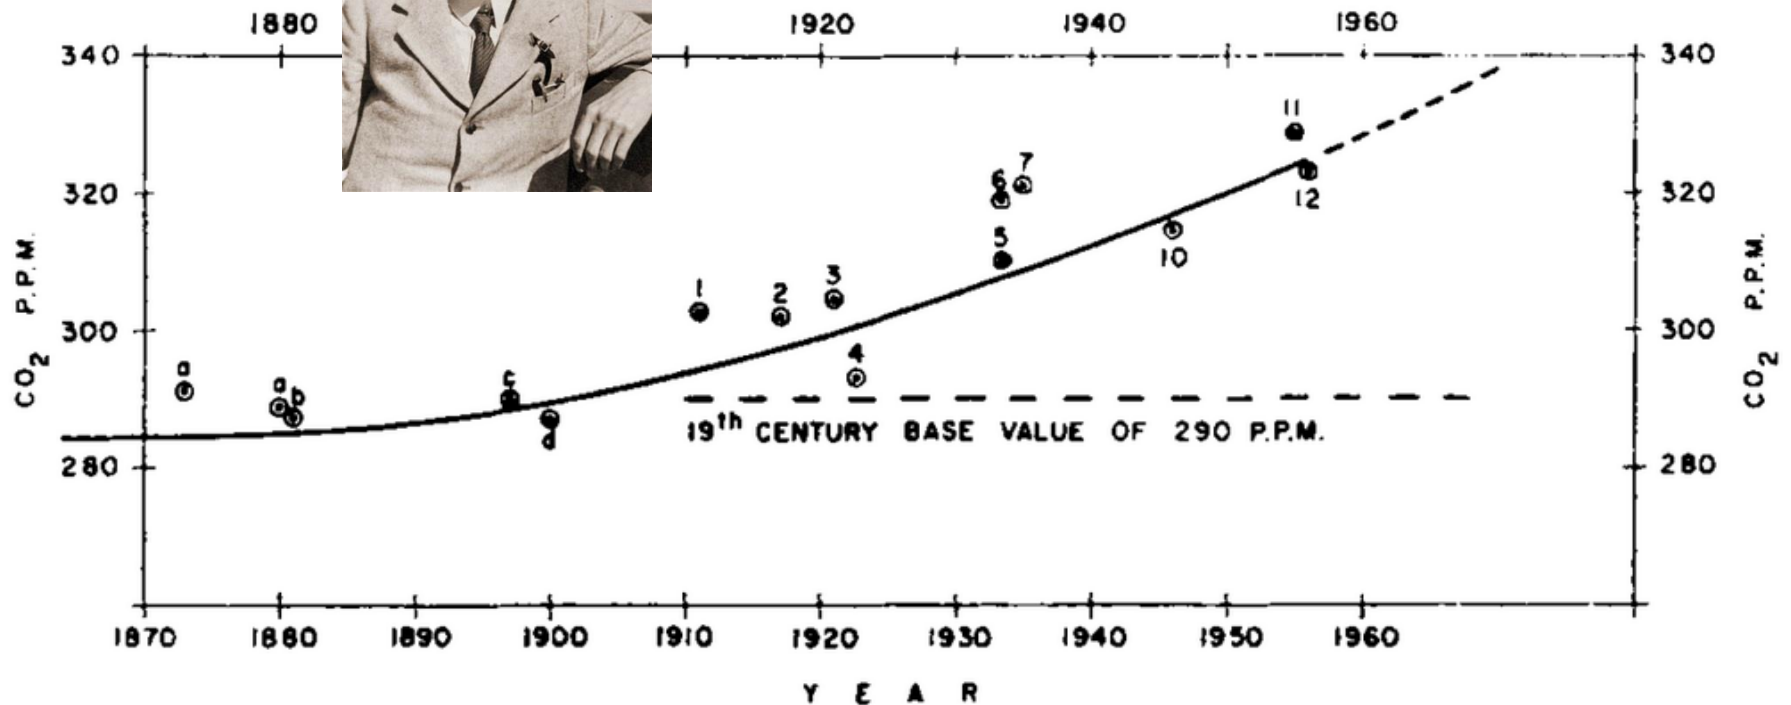 1880 1920 1940 1960
340 340
11
7
6
320 320
12
5
10
3
1 2
300 300
4
a
c
a b
d
19th CENTURY BASE VALUE OF 290 P.P.M.
280 280
CO2 P.P.M.
CO2 P.P.M.
1870 1880 1890 1900 1910 1920 1930 1940 1950 1960
YEAR